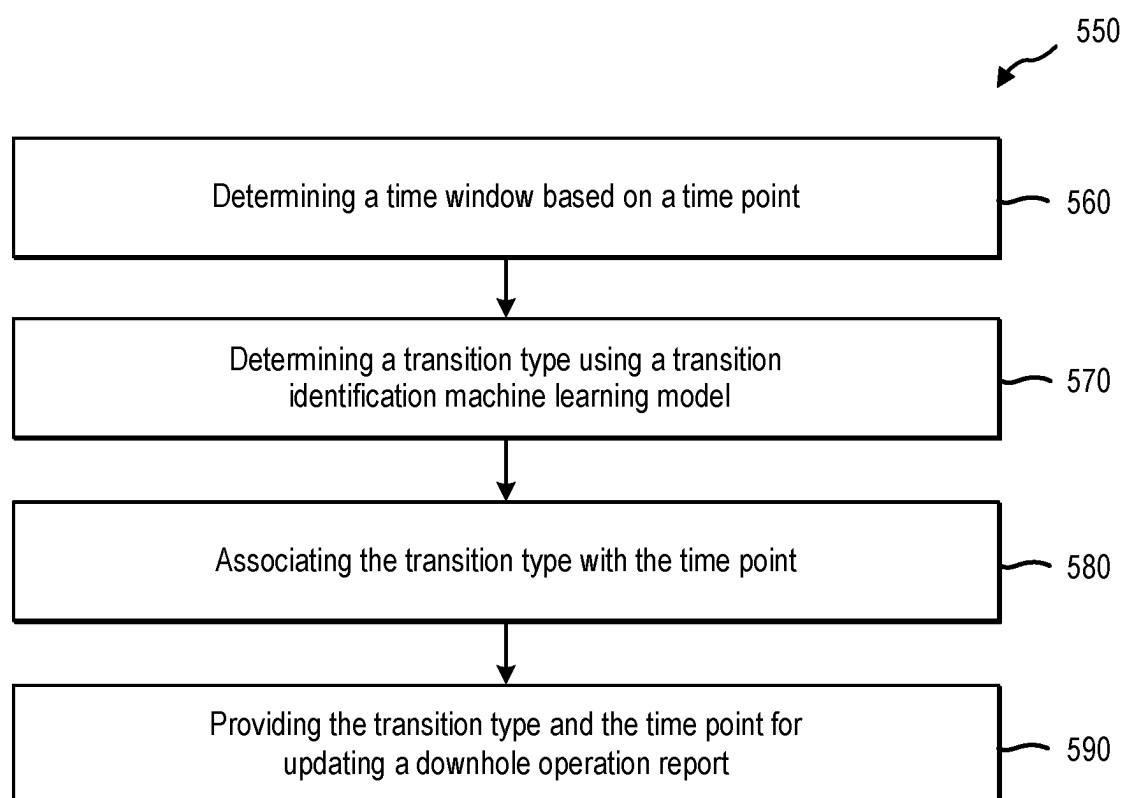 550
Determining a time window based on a time point
560
Determining a transition type using a transition
identification machine learning model
570
Associating the transition type with the time point
580
Providing the transition type and the time point for
updating a downhole operation report
590